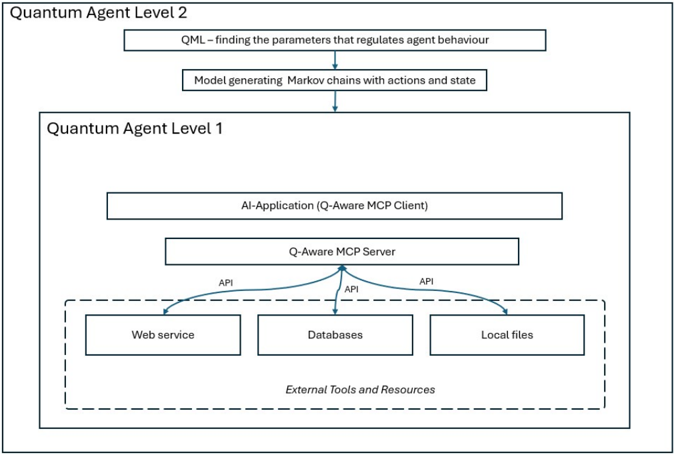 Quantum Agent Level 2
QML – finding the parameters that regulates agent behaviour
Model generating Markov chains with actions and state
Quantum Agent Level 1
AI-Application (Q-Aware MCP Client)
Q-Aware MCP Server
API
API
API
Web service
Databases
Local files
External Tools and Resources